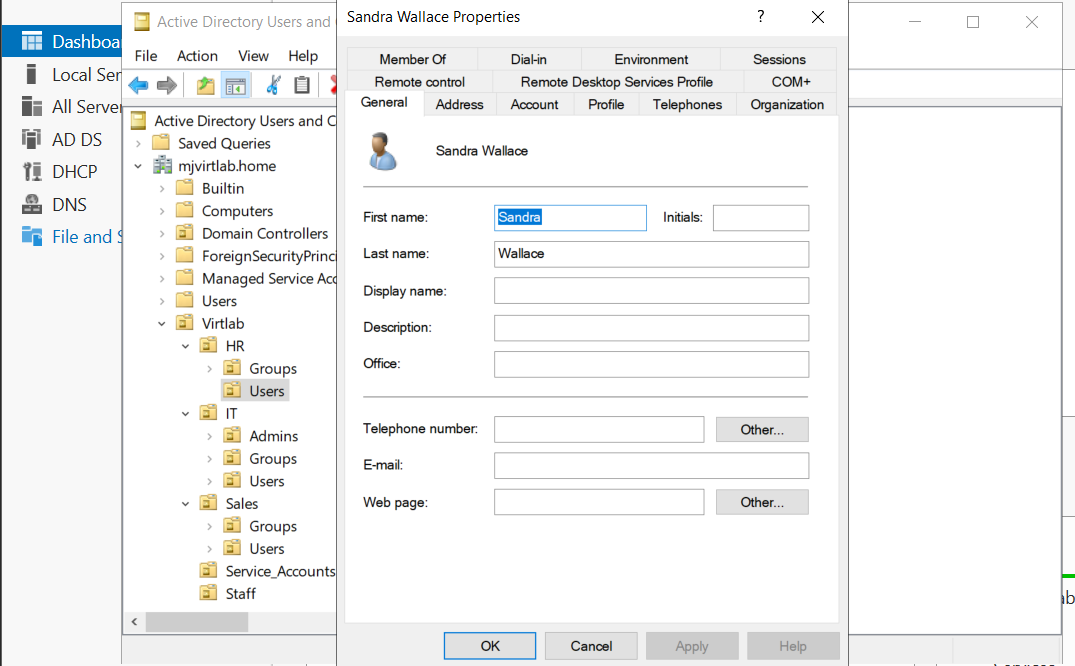 Dashboa
Local Ser
All Server
AD DS
DHCP
DNS
File and S
Active Directory Users and
File Action View Help
Active Directory Users and C
Saved Queries
mjvirtlab.home
Builtin
Computers
Domain Controllers
ForeignSecurityPrinci
Managed Service Acc
Users
Virtlab
HR
Groups
Users
IT
Admins
Groups
Users
Sales
Groups
Users
Service_Accounts
Staff
Sandra Wallace Properties ?
Member Of Dial-in Environment Sessions
Remote control Remote Desktop Services Profile COM+
General Address Account Profile Telephones Organization
Sandra Wallace
First name: Sandra Initials:
Last name: Wallace
Display name:
Description:
Office:
Telephone number: Other...
E-mail:
Web page: Other...
OK Cancel Apply Help